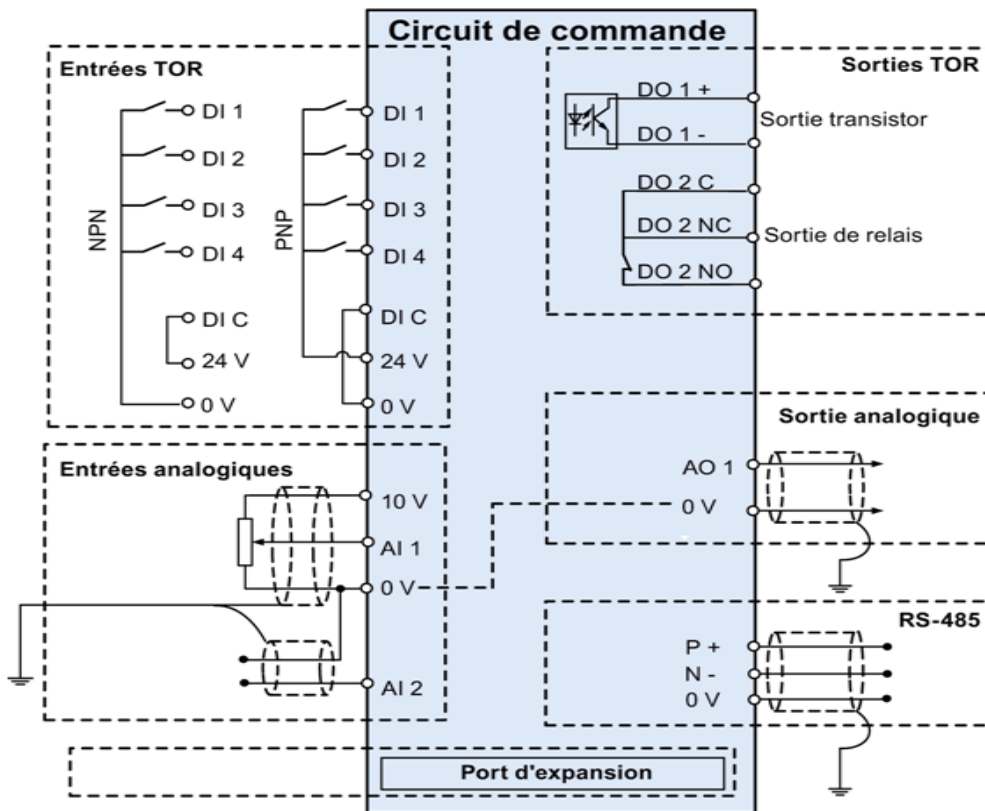 Circuit de commande
Entrées TOR
NPN
DI 1
DI 2
DI 3
DI 4
DI C
24 V
0 V
PNP
DI 1
DI 2
DI 3
DI 4
DI C
24 V
0 V
Entrées analogiques
10 V
AI 1
0 V
AI 2
Sorties TOR
DO 1 +
DO 1 -
Sortie transistor
DO 2 C
DO 2 NC
DO 2 NO
Sortie de relais
Sortie analogique
AO 1
0 V
RS-485
P +
N -
0 V
Port d'expansion